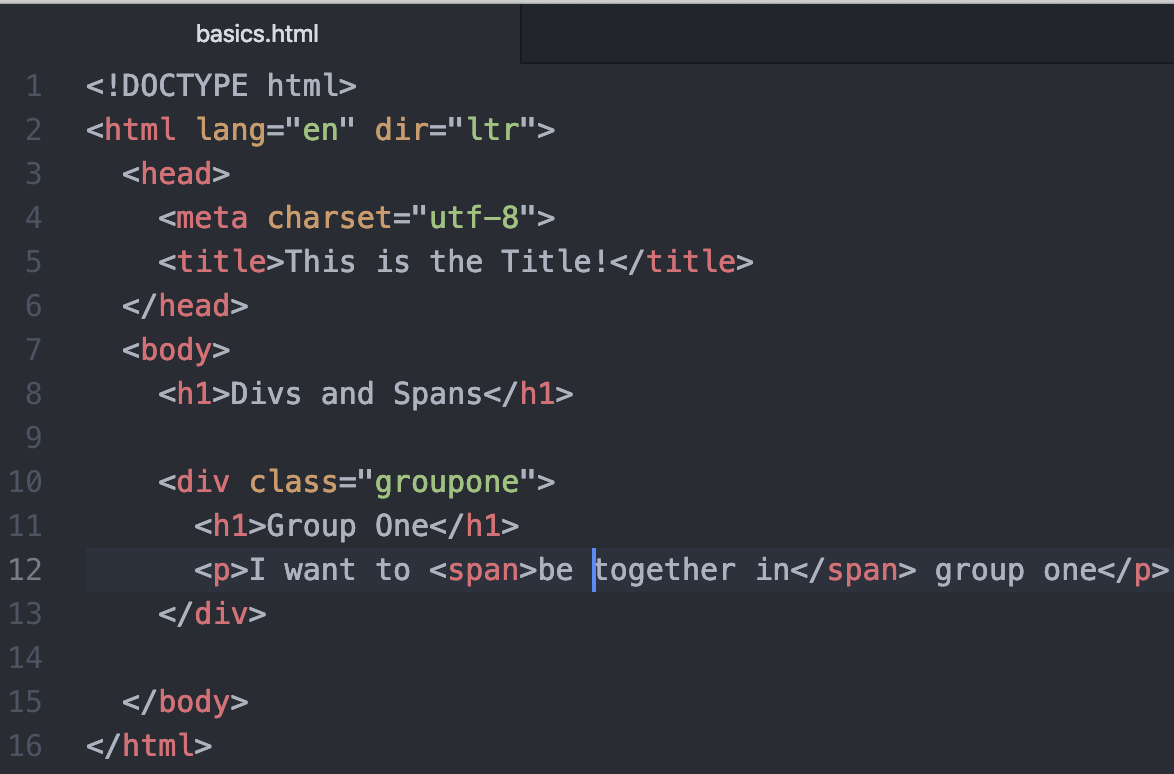 basics.html
1 <!DOCTYPE html>
2 <html lang="en" dir="ltr">
3   <head>
4     <meta charset="utf-8">
5     <title>This is the Title!</title>
6   </head>
7   <body>
8     <h1>Divs and Spans</h1>
9
10     <div class="groupone">
11       <h1>Group One</h1>
12       <p>I want to <span>be together in</span> group one</p>
13     </div>
14
15   </body>
16 </html>